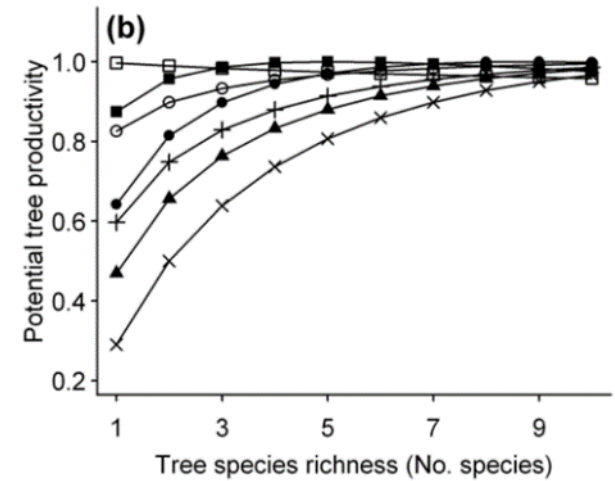 (b)
Potential tree productivity
1.0
0.8
0.6
0.4
0.2
1 3 5 7 9
Tree species richness (No. species)